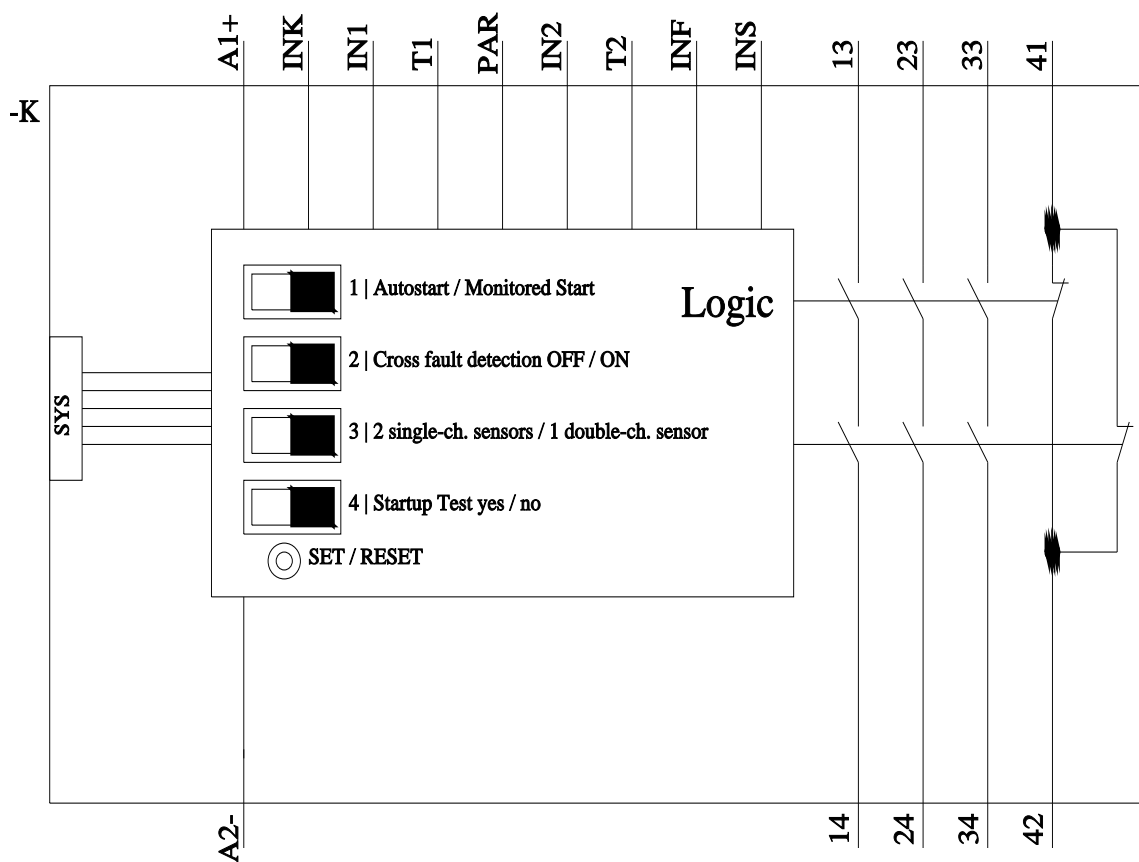 A1+ INK IN1 T1 PAR IN2 T2 INF INS 13 23 33 41
-K
1 | Autostart / Monitored Start
Logic
2 | Cross fault detection OFF / ON
SYS
3 | 2 single-ch. sensors / 1 double-ch. sensor
4 | Startup Test yes / no
SET / RESET
A2- 14 24 34 42